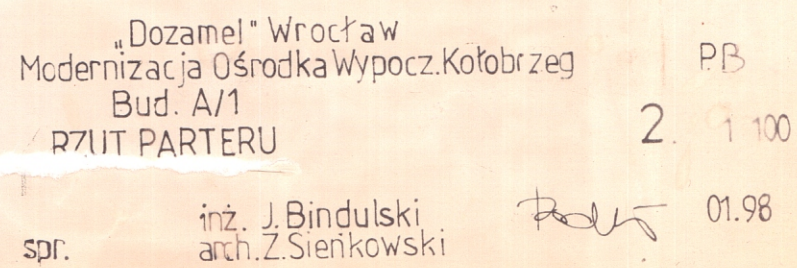 „Dozamel" Wrocław
Modernizacja Ośrodka Wypocz. Kołobrzeg PB
Bud. A/1
RZUT PARTERU 2. 1 100
inż. J. Bindulski 01.98
spr. arch. Z. Sieńkowski